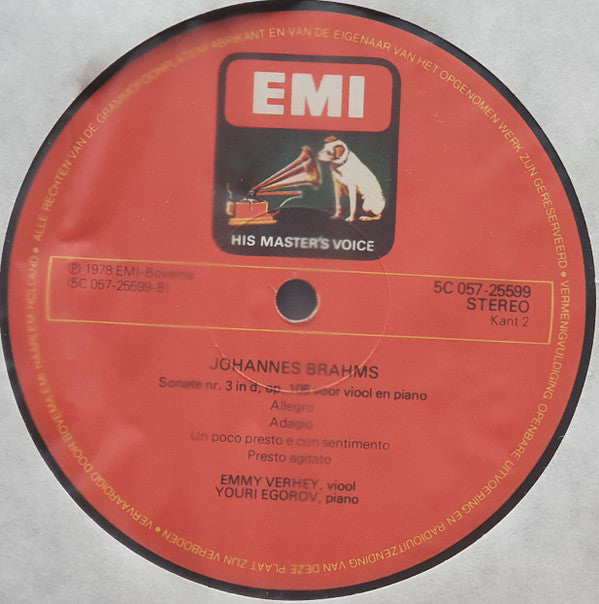 EMI
HIS MASTER'S VOICE
℗ 1978 EMI-Bovema
(5C 057-25599-B)
5C 057-25599
STEREO
Kant 2
JOHANNES BRAHMS
Sonate nr. 3 in d, op. 108 voor viool en piano
Allegro
Adagio
Un poco presto e con sentimento
Presto agitato
EMMY VERHEY, viool
YOURI EGOROV, piano
• ALLE RECHTEN VAN DE GRAMMOFOONPLATENFABRIKANT EN VAN DE EIGENAAR VAN HET OPGENOMEN WERK ZIJN GERESERVEERD • VERMENIGVULDIGING OPENBARE UITVOERING EN RADIOUITZENDING VAN DEZE PLAAT ZIJN VERBODEN • VERVAARDIGD DOOR BOVEMA EMI HAARLEM HOLLAND